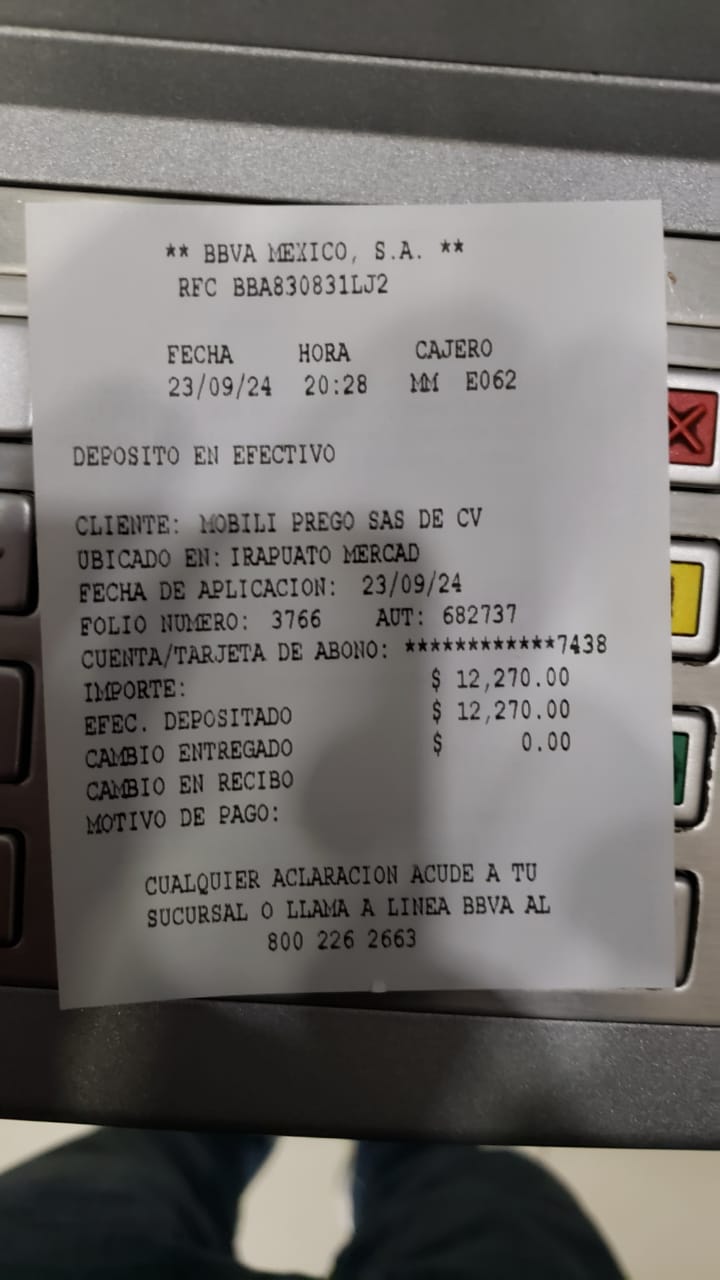 ** BBVA MEXICO, S.A. **
RFC BBA830831LJ2
FECHA HORA CAJERO
23/09/24 20:28 MM E062
DEPOSITO EN EFECTIVO
CLIENTE: MOBILI PREGO SAS DE CV
UBICADO EN: IRAPUATO MERCAD
FECHA DE APLICACION: 23/09/24
FOLIO NUMERO: 3766 AUT: 682737
CUENTA/TARJETA DE ABONO: ************7438
IMPORTE: $ 12,270.00
EFEC. DEPOSITADO $ 12,270.00
CAMBIO ENTREGADO $ 0.00
CAMBIO EN RECIBO
MOTIVO DE PAGO:
CUALQUIER ACLARACION ACUDE A TU
SUCURSAL O LLAMA A LINEA BBVA AL
800 226 2663